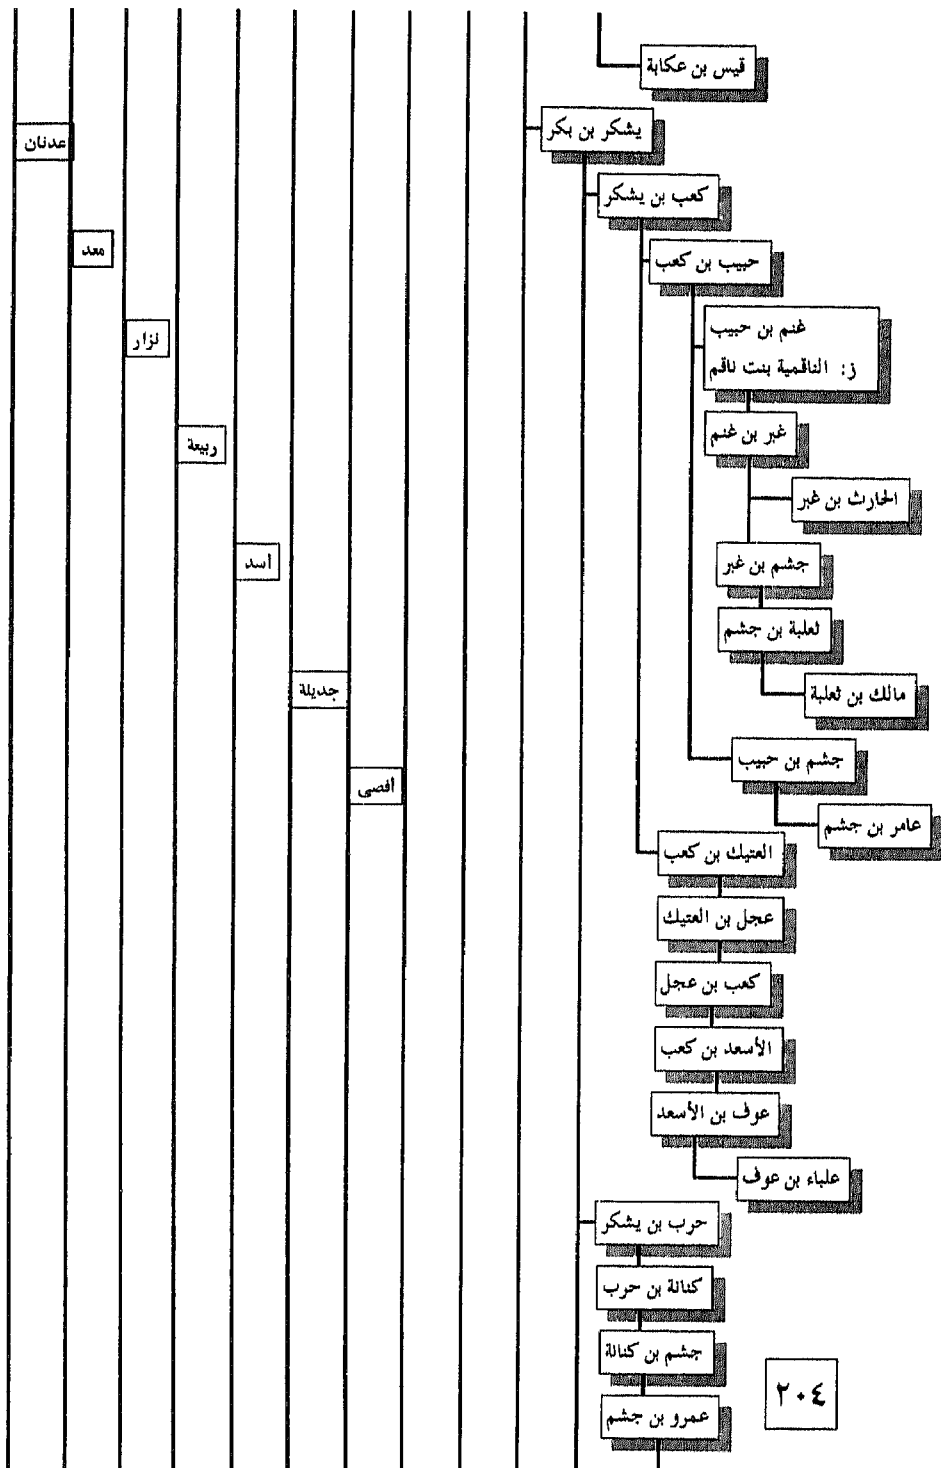 قيس بن عكابة
يشكر بن بكر
عدنان
كعب بن يشكر
معد
حبيب بن كعب
غنم بن حبيب
نزار
ز: الناقمية بنت ناقم
غبر بن غنم
ربيعة
الحارث بن غبر
جشم بن غبر
اسد
ثعلبة بن جشم
جديلة
مالك بن ثعلبة
جشم بن حبيب
افصى
عامر بن جشم
العتيك بن كعب
عجل بن العتيك
كعب بن عجل
الأسعد بن كعب
عوف بن الأسعد
علباء بن عوف
حرب بن يشكر
كنانة بن حرب
جشم بن كنانة
عمرو بن جشم
٢٠٤